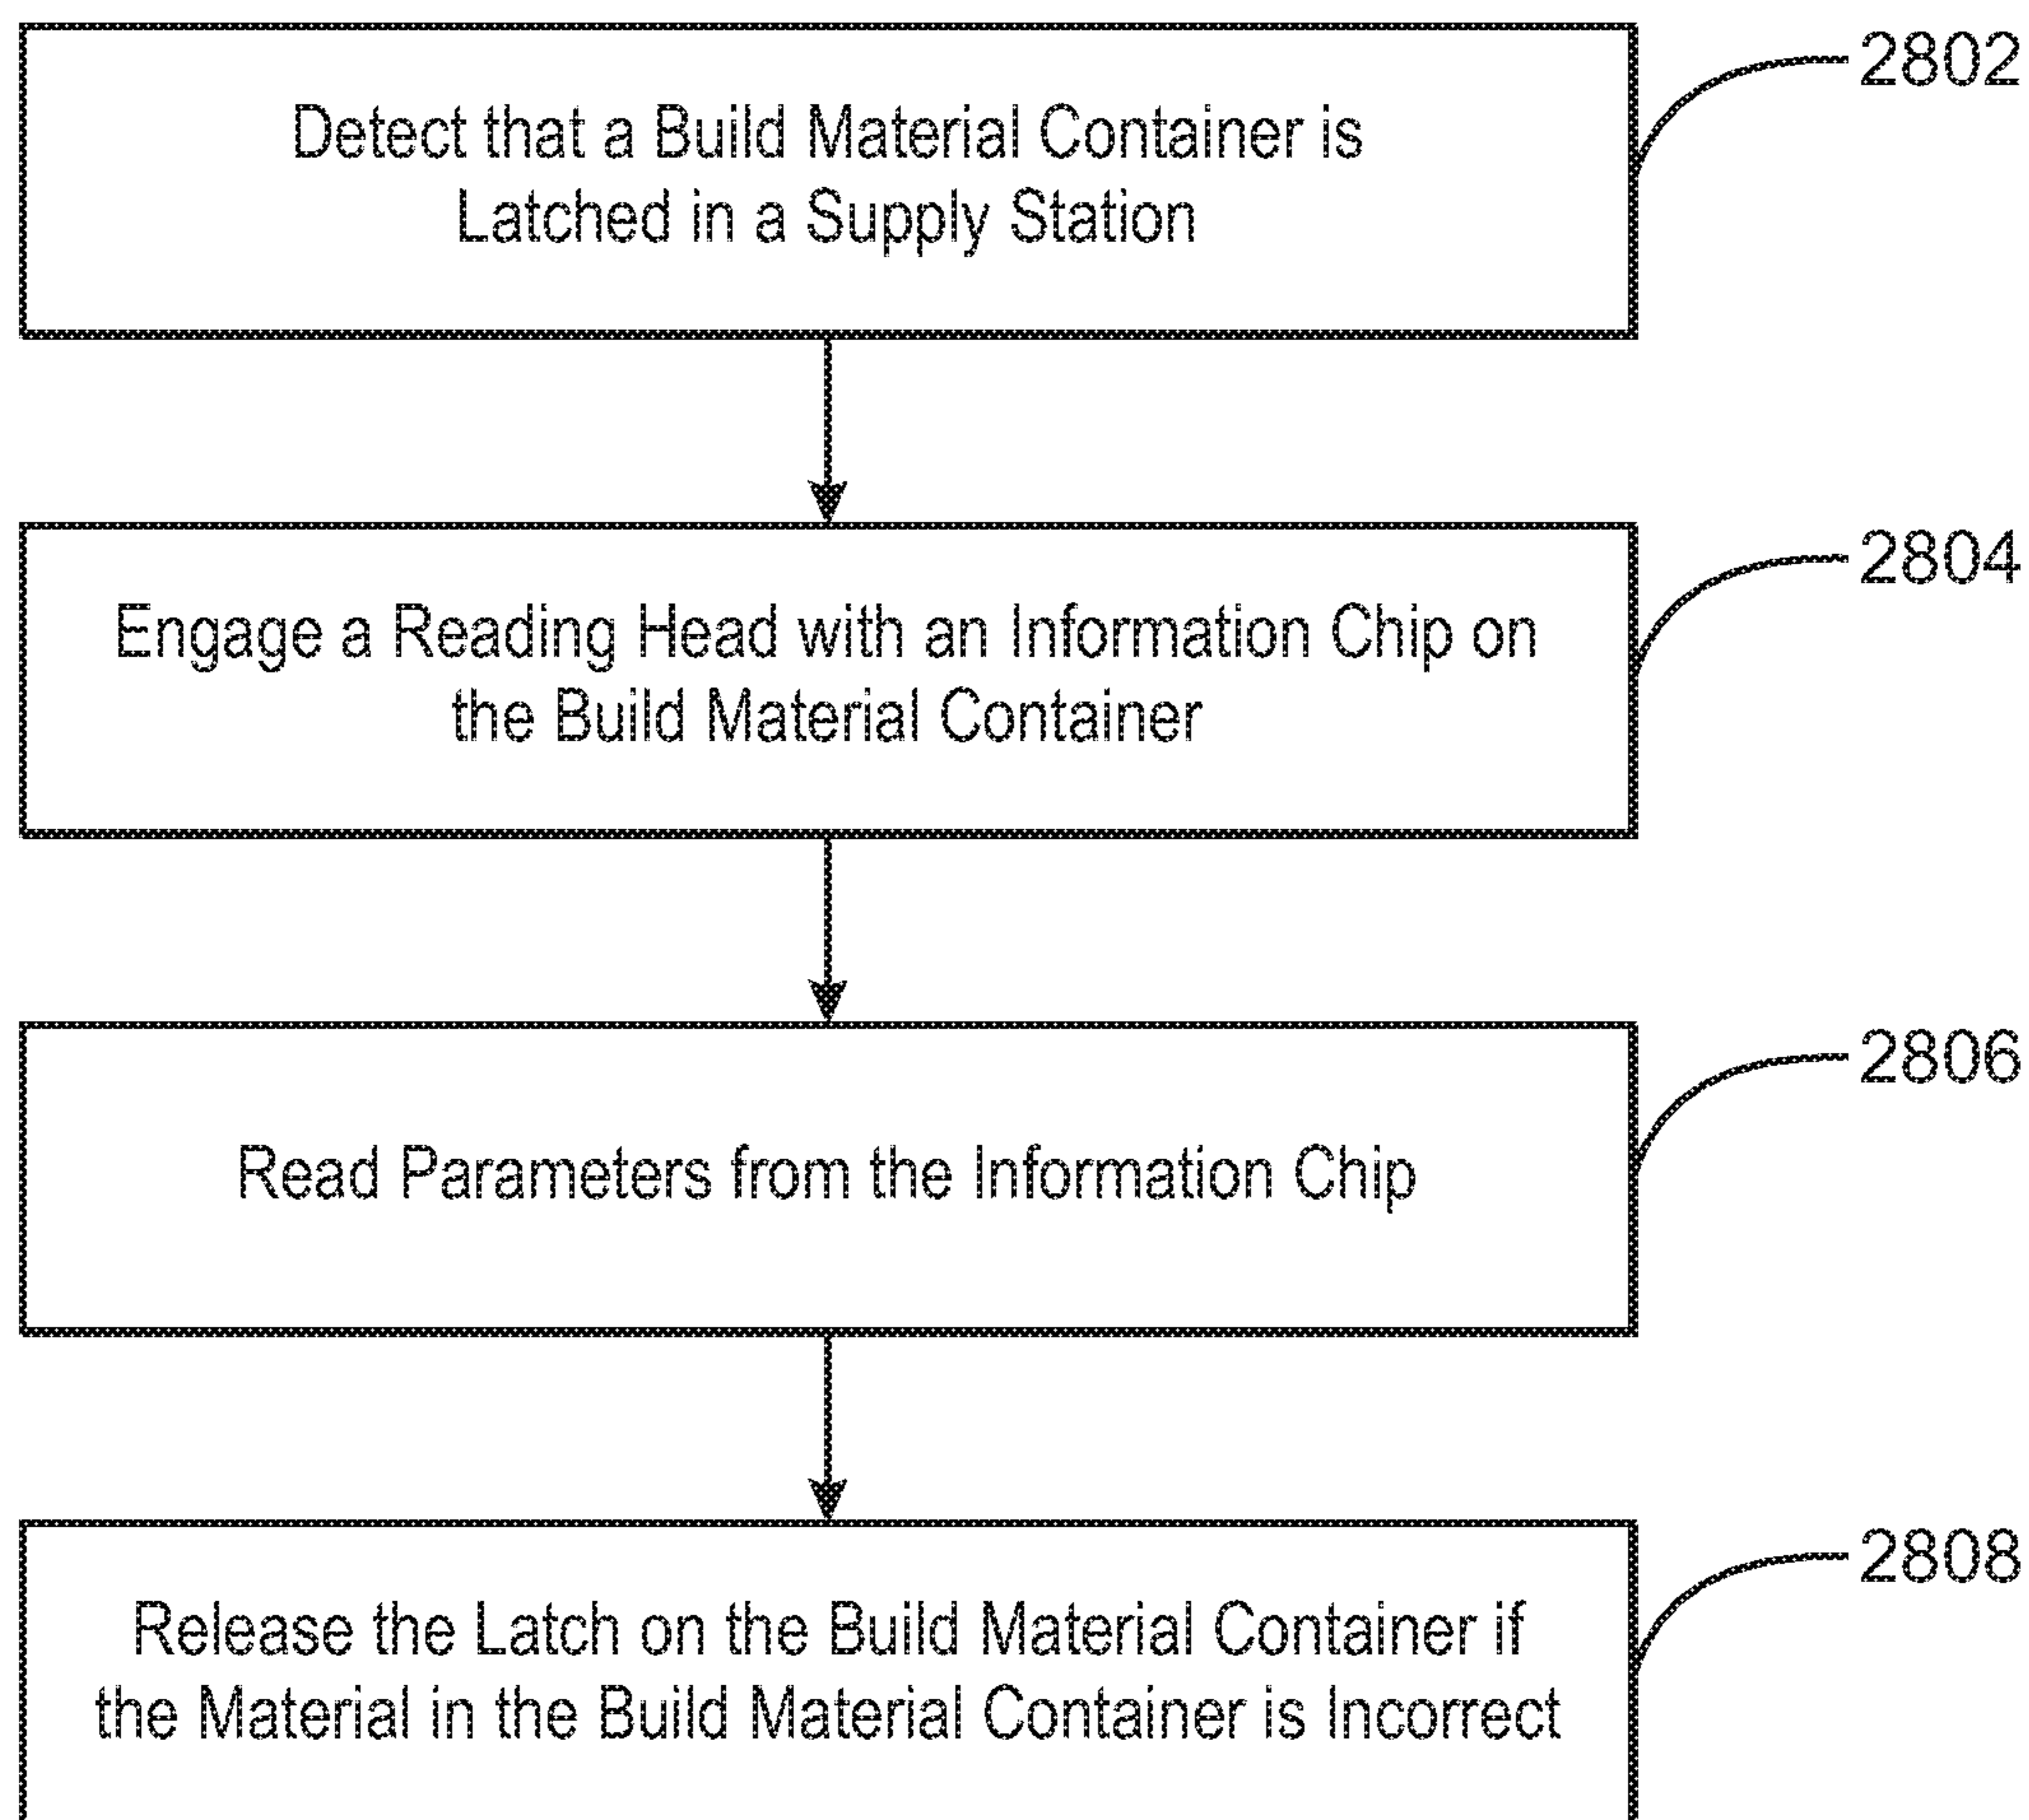 Detect that a Build Material Container is
Latched in a Supply Station
2802
Engage a Reading Head with an Information Chip on
the Build Material Container
2804
Read Parameters from the Information Chip
2806
Release the Latch on the Build Material Container if
the Material in the Build Material Container is Incorrect
2808